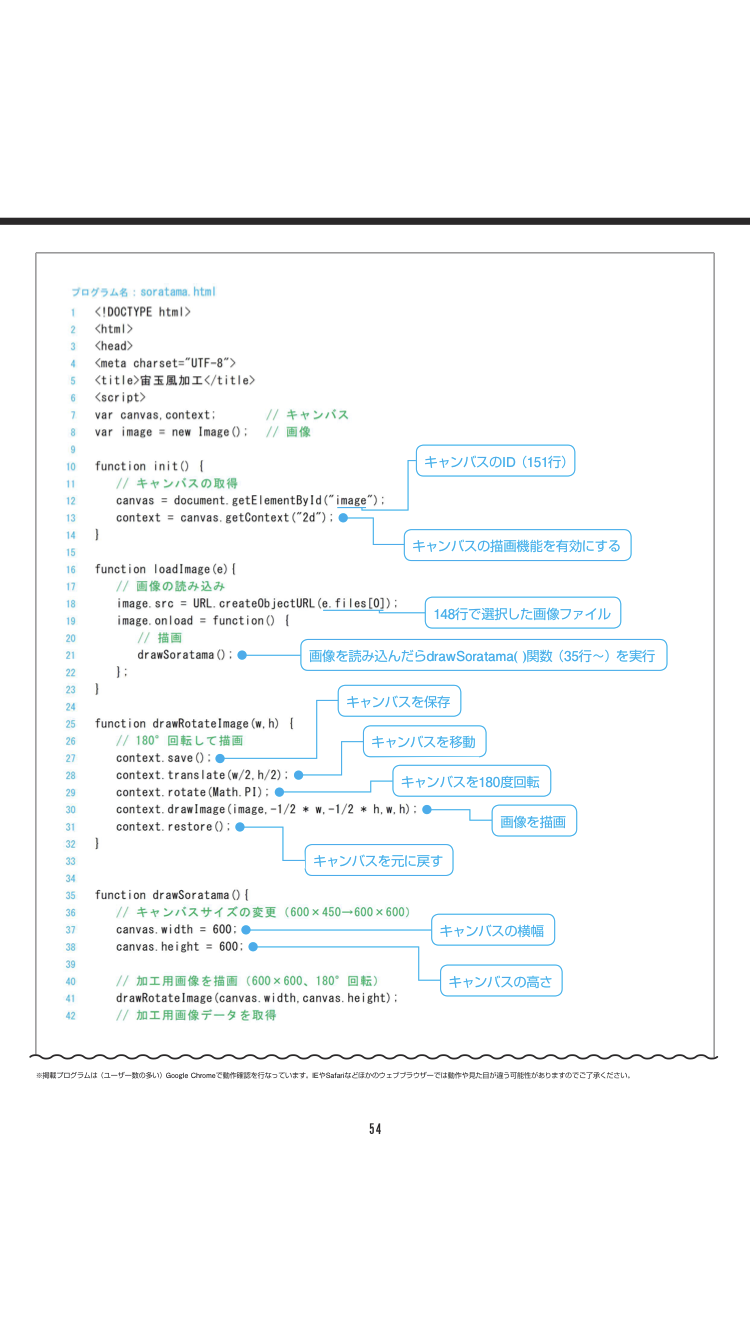 プログラム名：soratama.html
1 <!DOCTYPE html>
2 <html>
3 <head>
4 <meta charset="UTF-8">
5 <title>宙玉風加工</title>
6 <script>
7 var canvas,context; // キャンバス
8 var image = new Image(); // 画像
9
10 function init() {
キャンバスのID（151行）
11 // キャンバスの取得
12 canvas = document.getElementById("image");
13 context = canvas.getContext("2d");
14 }
キャンバスの描画機能を有効にする
15
16 function loadImage(e){
17 // 画像の読み込み
18 image.src = URL.createObjectURL(e.files[0]);
148行で選択した画像ファイル
19 image.onload = function() {
20 // 描画
21 drawSoratama();
画像を読み込んだらdrawSoratama( )関数（35行〜）を実行
22 };
23 }
24
キャンバスを保存
25 function drawRotateImage(w,h) {
26 // 180°回転して描画
キャンバスを移動
27 context.save();
28 context.translate(w/2,h/2);
キャンバスを180度回転
29 context.rotate(Math.PI);
30 context.drawImage(image,-1/2 * w,-1/2 * h,w,h);
画像を描画
31 context.restore();
32 }
33
キャンバスを元に戻す
34
35 function drawSoratama(){
36 // キャンバスサイズの変更（600×450→600×600）
37 canvas.width = 600;
キャンバスの横幅
38 canvas.height = 600;
39
40 // 加工用画像を描画（600×600、180°回転）
キャンバスの高さ
41 drawRotateImage(canvas.width,canvas.height);
42 // 加工用画像データを取得
※掲載プログラムは（ユーザー数の多い）Google Chromeで動作確認を行なっています。IEやSafariなどほかのウェブブラウザーでは動作や見た目が違う可能性がありますのでご了承ください。
54